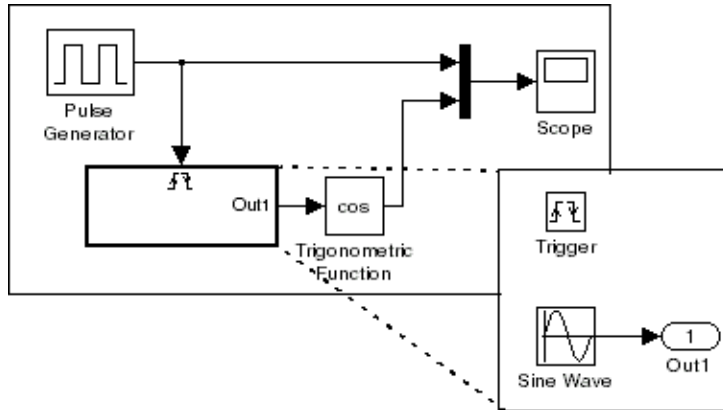 Pulse
Generator
Scope
Out1
cos
Trigonometric
Function
Trigger
1
Sine Wave
Out1